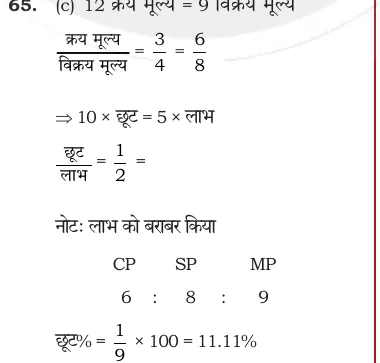 65. (c) 12 क्रय मूल्य = 9 विक्रय मूल्य
क्रय मूल्य / विक्रय मूल्य = 3/4 = 6/8
⇒ 10 × छूट = 5 × लाभ
छूट / लाभ = 1/2 =
नोटः लाभ को बराबर किया
CP SP MP
6 : 8 : 9
छूट% = 1/9 × 100 = 11.11%